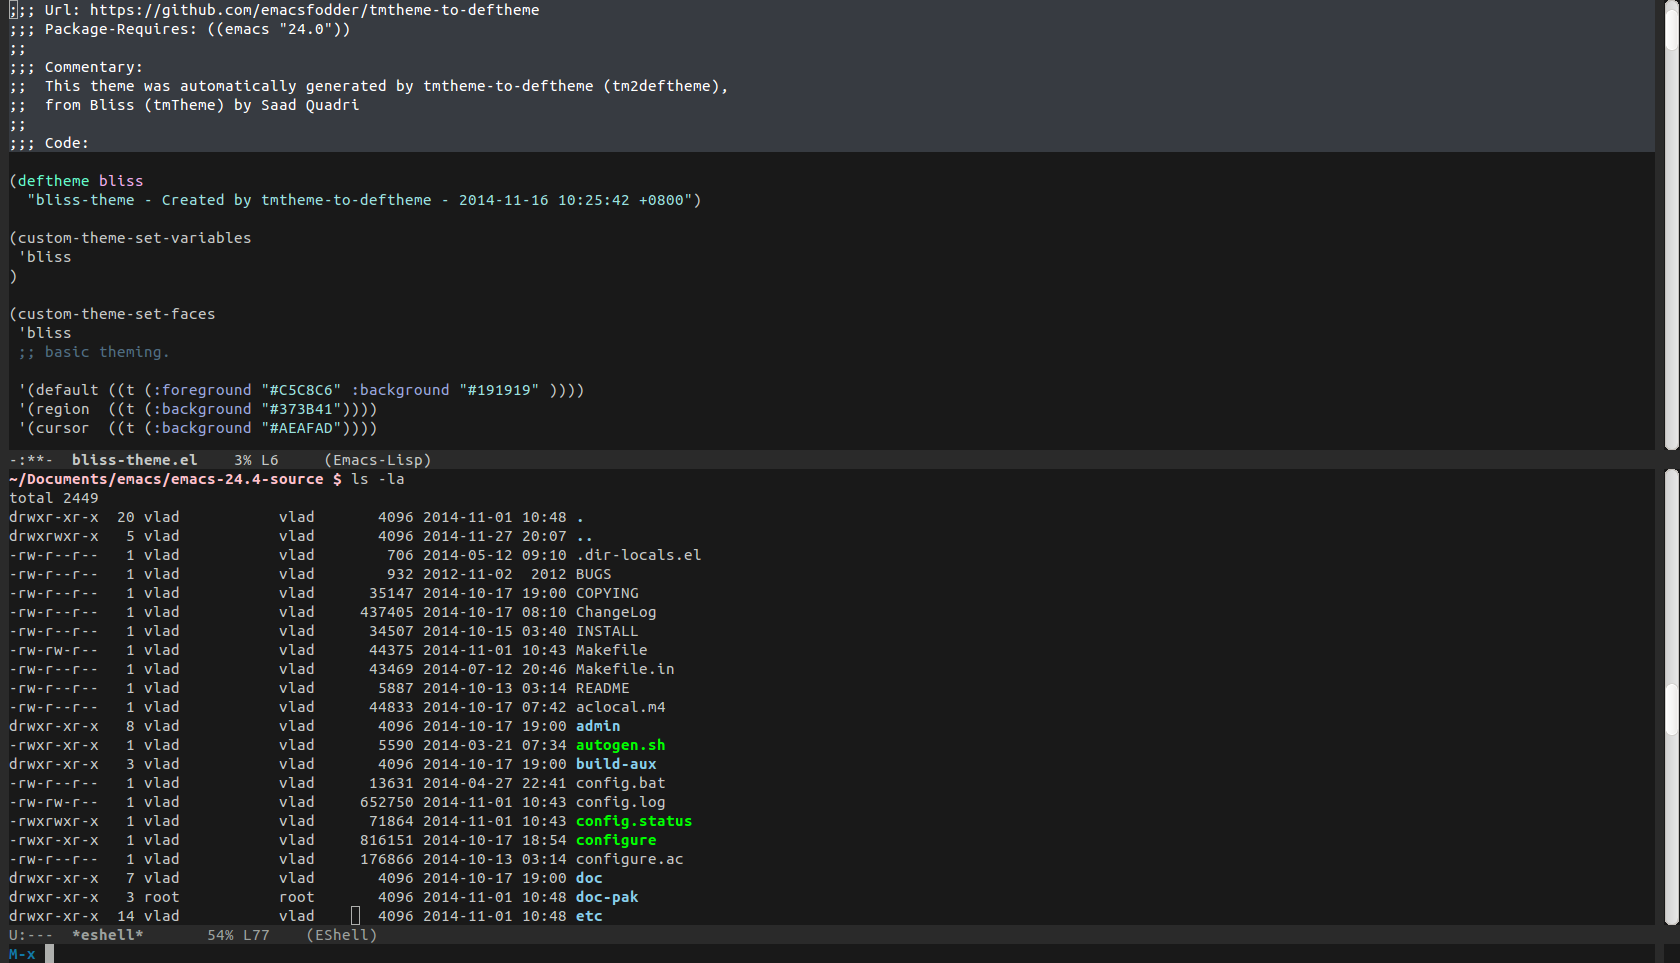 ;;; Url: https://github.com/emacsfodder/tmtheme-to-deftheme
;;; Package-Requires: ((emacs "24.0"))
;;
;;; Commentary:
;;  This theme was automatically generated by tmtheme-to-deftheme (tm2deftheme),
;;  from Bliss (tmTheme) by Saad Quadri
;;
;;; Code:

(deftheme bliss
  "bliss-theme - Created by tmtheme-to-deftheme - 2014-11-16 10:25:42 +0800")

(custom-theme-set-variables
 'bliss
)

(custom-theme-set-faces
 'bliss
 ;; basic theming.

 '(default ((t (:foreground "#C5C8C6" :background "#191919" ))))
 '(region  ((t (:background "#373B41"))))
 '(cursor  ((t (:background "#AEAFAD"))))
-:**-  bliss-theme.el    3% L6     (Emacs-Lisp)
~/Documents/emacs/emacs-24.4-source $ ls -la
total 2449
drwxr-xr-x  20 vlad           vlad       4096 2014-11-01 10:48 .
drwxrwxr-x   5 vlad           vlad       4096 2014-11-27 20:07 ..
-rw-r--r--   1 vlad           vlad        706 2014-05-12 09:10 .dir-locals.el
-rw-r--r--   1 vlad           vlad        932 2012-11-02  2012 BUGS
-rw-r--r--   1 vlad           vlad      35147 2014-10-17 19:00 COPYING
-rw-r--r--   1 vlad           vlad     437405 2014-10-17 08:10 ChangeLog
-rw-r--r--   1 vlad           vlad      34507 2014-10-15 03:40 INSTALL
-rw-rw-r--   1 vlad           vlad      44375 2014-11-01 10:43 Makefile
-rw-r--r--   1 vlad           vlad      43469 2014-07-12 20:46 Makefile.in
-rw-r--r--   1 vlad           vlad       5887 2014-10-13 03:14 README
-rw-r--r--   1 vlad           vlad      44833 2014-10-17 07:42 aclocal.m4
drwxr-xr-x   8 vlad           vlad       4096 2014-10-17 19:00 admin
-rwxr-xr-x   1 vlad           vlad       5590 2014-03-21 07:34 autogen.sh
drwxr-xr-x   3 vlad           vlad       4096 2014-10-17 19:00 build-aux
-rw-r--r--   1 vlad           vlad      13631 2014-04-27 22:41 config.bat
-rw-rw-r--   1 vlad           vlad     652750 2014-11-01 10:43 config.log
-rwxrwxr-x   1 vlad           vlad      71864 2014-11-01 10:43 config.status
-rwxr-xr-x   1 vlad           vlad     816151 2014-10-17 18:54 configure
-rw-r--r--   1 vlad           vlad     176866 2014-10-13 03:14 configure.ac
drwxr-xr-x   7 vlad           vlad       4096 2014-10-17 19:00 doc
drwxr-xr-x   3 root           root       4096 2014-11-01 10:48 doc-pak
drwxr-xr-x  14 vlad           vlad       4096 2014-11-01 10:48 etc
U:---  *eshell*       54% L77    (EShell)
M-x